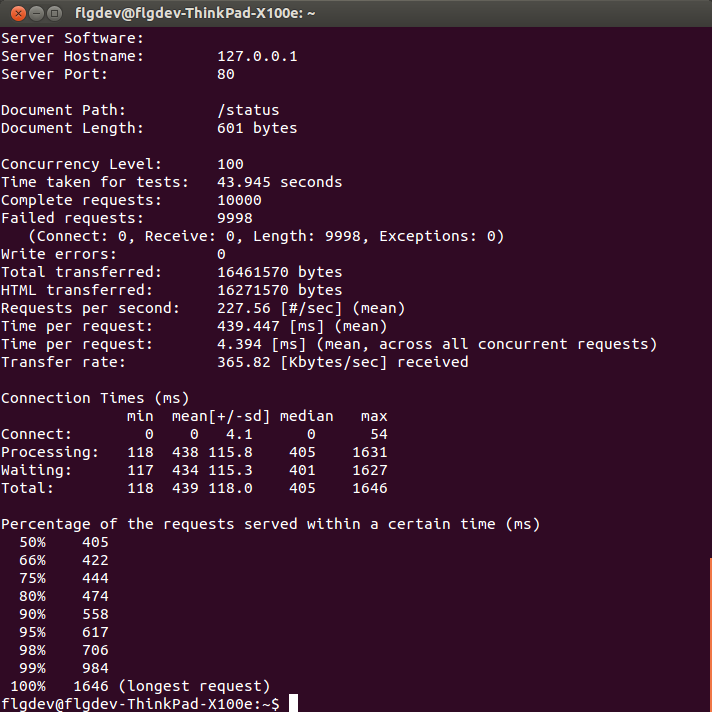 flgdev@flgdev-ThinkPad-X100e: ~
Server Software:
Server Hostname:        127.0.0.1
Server Port:            80

Document Path:          /status
Document Length:        601 bytes

Concurrency Level:      100
Time taken for tests:   43.945 seconds
Complete requests:      10000
Failed requests:        9998
   (Connect: 0, Receive: 0, Length: 9998, Exceptions: 0)
Write errors:           0
Total transferred:      16461570 bytes
HTML transferred:       16271570 bytes
Requests per second:    227.56 [#/sec] (mean)
Time per request:       439.447 [ms] (mean)
Time per request:       4.394 [ms] (mean, across all concurrent requests)
Transfer rate:          365.82 [Kbytes/sec] received

Connection Times (ms)
              min  mean[+/-sd] median   max
Connect:        0    0   4.1      0      54
Processing:   118  438 115.8    405    1631
Waiting:      117  434 115.3    401    1627
Total:        118  439 118.0    405    1646

Percentage of the requests served within a certain time (ms)
  50%    405
  66%    422
  75%    444
  80%    474
  90%    558
  95%    617
  98%    706
  99%    984
 100%   1646 (longest request)
flgdev@flgdev-ThinkPad-X100e:~$